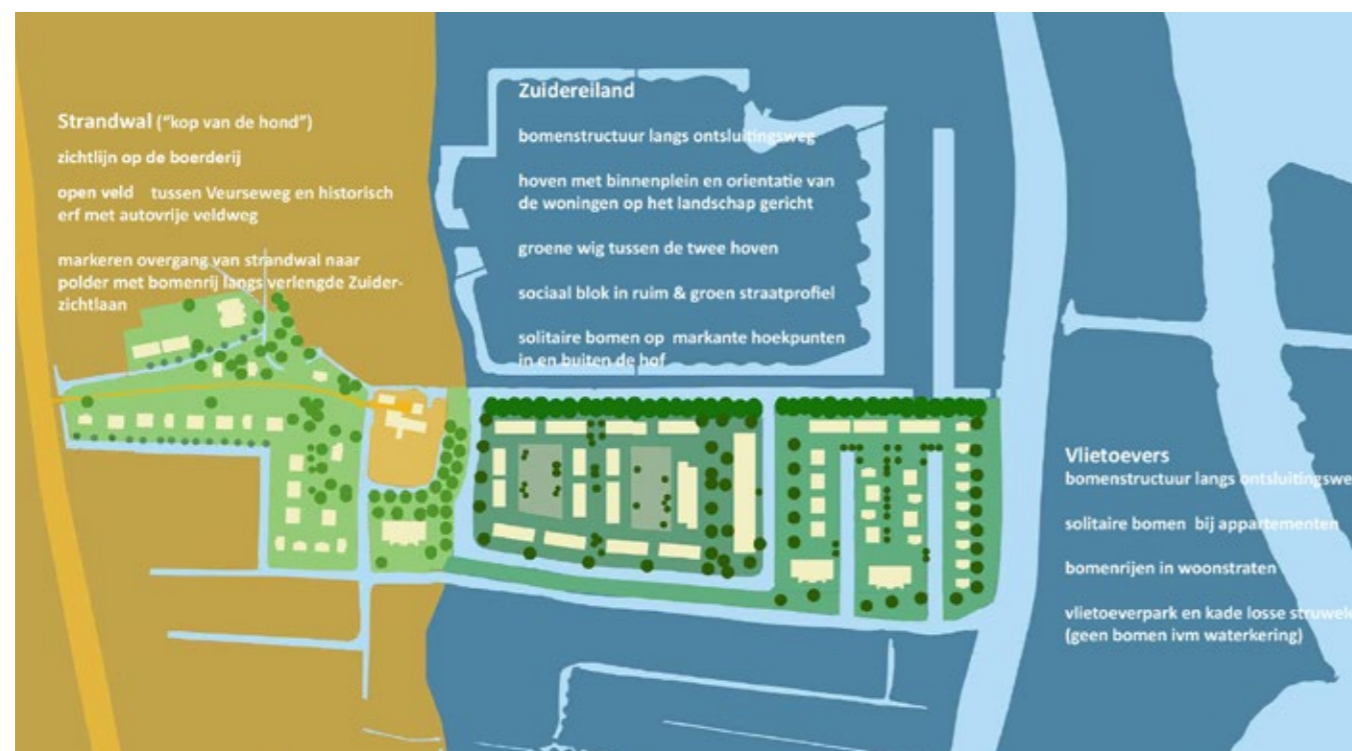 Strandwal ("kop van de hond")
zichtlijn op de boerderij
open veld tussen Veurseweg en historisch
erf met autovrije veldweg
markeren overgang van strandwal naar
polder met bomenrij langs verlengde Zuider-
zichtlaan
Zuidereiland
bomenstructuur langs ontsluitingsweg
hoven met binnenplein en orientatie van
de woningen op het landschap gericht
groene wig tussen de twee hoven
sociaal blok in ruim & groen straatprofiel
solitaire bomen op markante hoekpunten
in en buiten de hof
Vlietoevers
bomenstructuur langs ontsluitingswe
solitaire bomen bij appartementen
bomenrijen in woonstraten
vlietoeverpark en kade losse struwele
(geen bomen ivm waterkering)